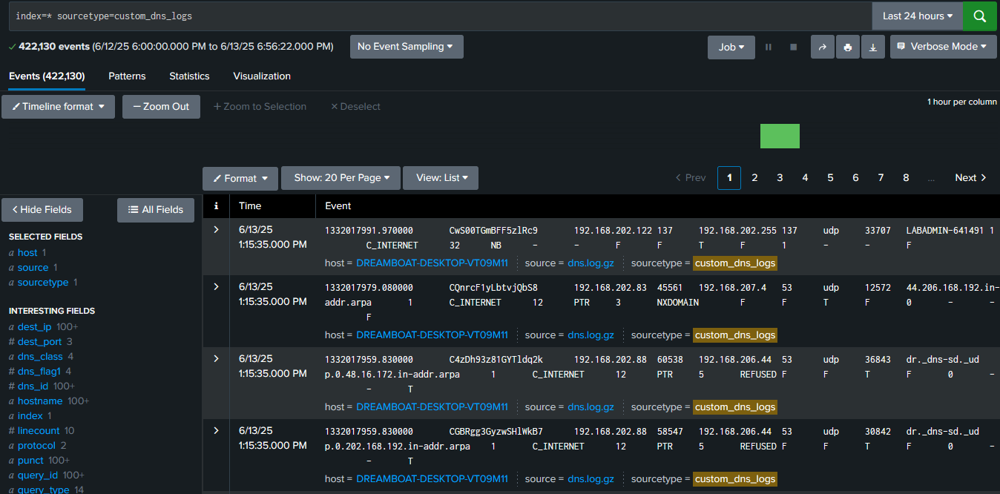 index=* sourcetype=custom_dns_logs
Last 24 hours
422,130 events (6/12/25 6:00:00.000 PM to 6/13/25 6:56:22.000 PM)
No Event Sampling
Job
Verbose Mode
Events (422,130)
Patterns
Statistics
Visualization
Timeline format
— Zoom Out
+ Zoom to Selection
× Deselect
1 hour per column
Format
Show: 20 Per Page
View: List
< Prev
1
2
3
4
5
6
7
8
...
Next >
< Hide Fields
All Fields
i
Time
Event
SELECTED FIELDS
a host 1
a source 1
a sourcetype 1
INTERESTING FIELDS
a dest_ip 100+
# dest_port 3
a dns_class 4
# dns_flag1 4
# dns_id 100+
a hostname 100+
a index 1
# linecount 10
a protocol 2
a punct 100+
a query_id 100+
a query_type 14
> 6/13/25
1:15:35.000 PM
1332017991.970000 CwS00TGmBFF5zlRc9 192.168.202.122 137 192.168.202.255 137 udp 33707 LABADMIN-641491 1
C_INTERNET 32 NB - - F F T F 1 - - F
host = DREAMBOAT-DESKTOP-VT09M11 source = dns.log.gz sourcetype = custom_dns_logs
> 6/13/25
1:15:35.000 PM
1332017979.080000 CQnrcF1yLbtvjQbS8 192.168.202.83 45561 192.168.207.4 53 udp 12572 44.206.168.192.in-
addr.arpa 1 C_INTERNET 12 PTR 3 NXDOMAIN F F T F 0 - -
F
host = DREAMBOAT-DESKTOP-VT09M11 source = dns.log.gz sourcetype = custom_dns_logs
> 6/13/25
1:15:35.000 PM
1332017959.830000 C4zDh93z81GYTldq2k 192.168.202.88 60538 192.168.206.44 53 udp 36843 dr._dns-sd._ud
p.0.48.16.172.in-addr.arpa 1 C_INTERNET 12 PTR 5 REFUSED F F T F 0 -
- T
host = DREAMBOAT-DESKTOP-VT09M11 source = dns.log.gz sourcetype = custom_dns_logs
> 6/13/25
1:15:35.000 PM
1332017959.830000 CGBRgg3GyzwSHlWkB7 192.168.202.88 58547 192.168.206.44 53 udp 30842 dr._dns-sd._ud
p.0.202.168.192.in-addr.arpa 1 C_INTERNET 12 PTR 5 REFUSED F F T F 0 -
- T
host = DREAMBOAT-DESKTOP-VT09M11 source = dns.log.gz sourcetype = custom_dns_logs